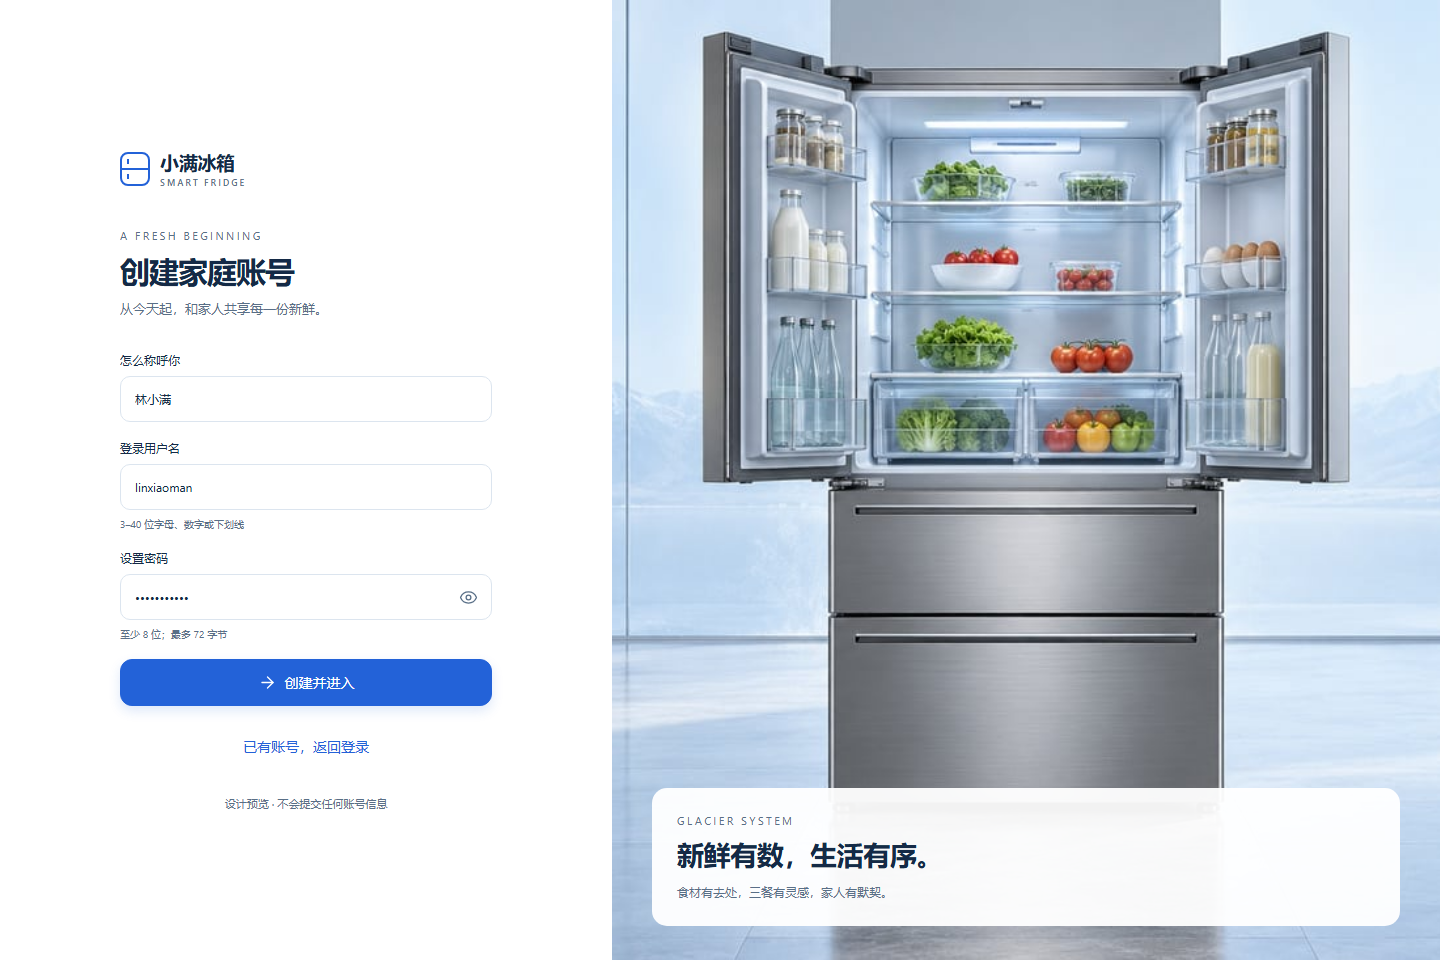 小满冰箱
SMART FRIDGE
A FRESH BEGINNING
创建家庭账号
从今天起，和家人共享每一份新鲜。
怎么称呼你
林小满
登录用户名
linxiaoman
3–40 位字母、数字或下划线
设置密码
•••••••••••
至少 8 位；最多 72 字节
→ 创建并进入
已有账号，返回登录
设计预览 · 不会提交任何账号信息
GLACIER SYSTEM
新鲜有数，生活有序。
食材有去处，三餐有灵感，家人有默契。